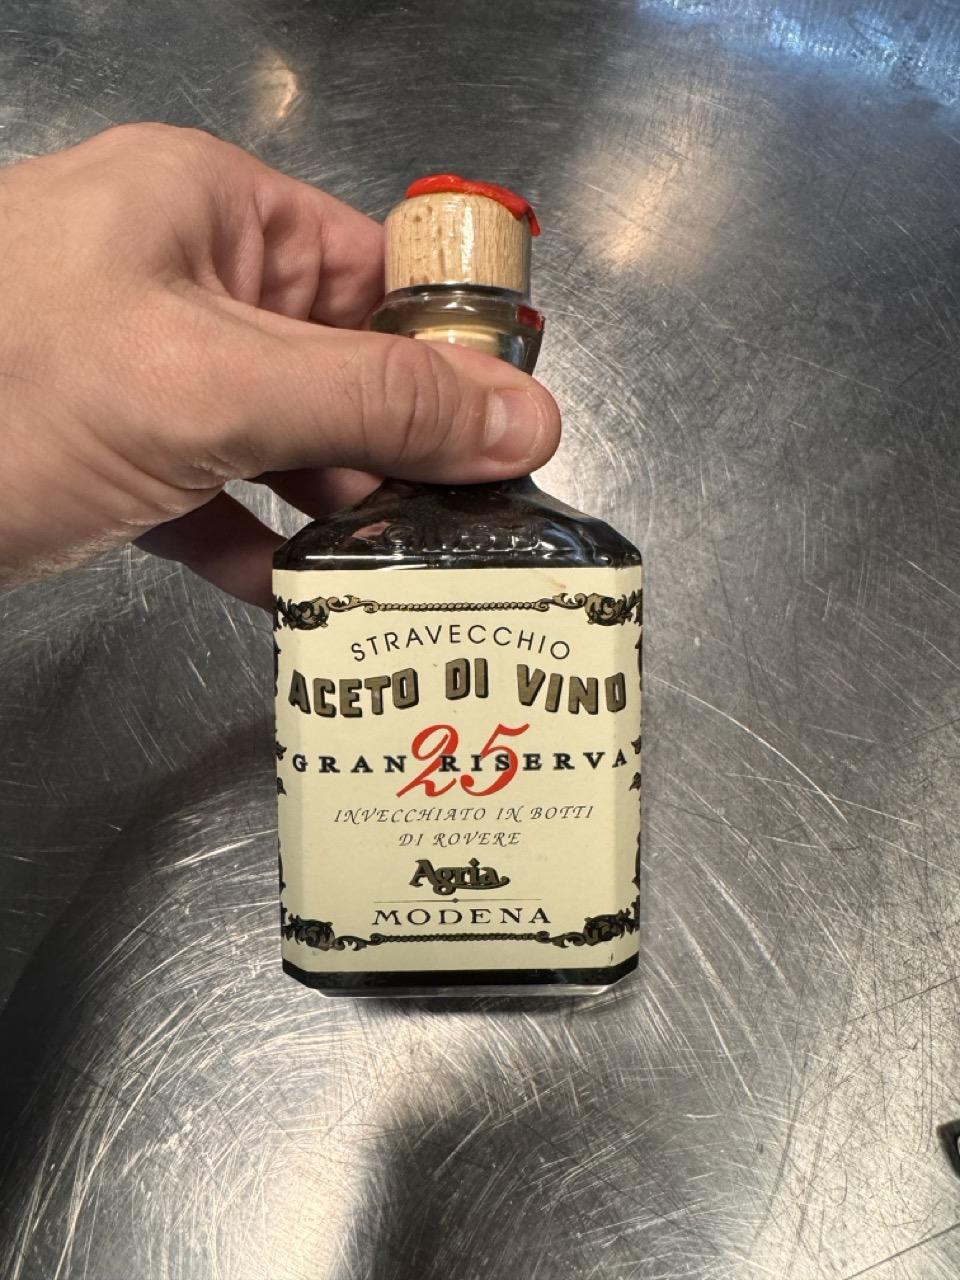 STRAVECCHIO
ACETO DI VINO
25
GRAN RISERVA
INVECCHIATO IN BOTTI
DI ROVERE
Agria
MODENA